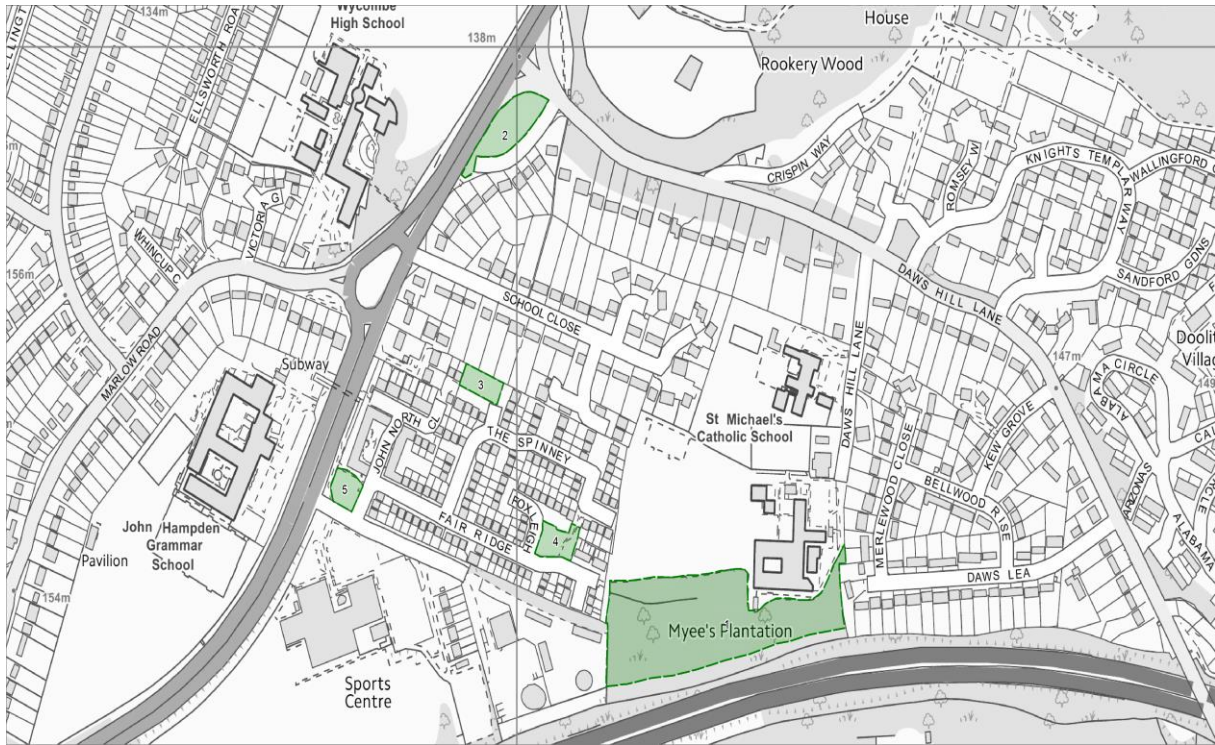 134m
Wycombe
High School
138m
House
Rookery Wood
ELLSWORTH ROA
2
CRISPIN WAY
ROMSEY W
KNIGHTS TEMPLAR WAY
WALLINGFORD
VICTORIA G
WHINCUP C
156m
SANDFORD GDNS
DAWS HILL LANE
SCHOOL CLOSE
MARLOW ROAD
Subway
147m
Doolit
Villag
149
3
ALABAMA CIRCLE
St Michael's
Catholic School
DAWS HILL LANE
JOHN NORTH CL
THE SPINNEY
MERLEWOOD CLOSE
KEW GROVE
BELLWOOD RISE
ARIZONAS
ALABAMA
5
FOXLEIGH
4
FAIR RIDGE
John Hampden
Grammar
School
Pavilion
154m
DAWS LEA
Myee's Plantation
Sports
Centre